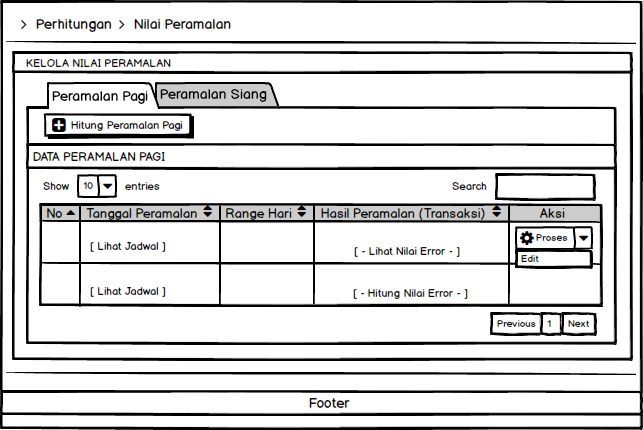 > Perhitungan > Nilai Peramalan
KELOLA NILAI PERAMALAN
Peramalan Pagi Peramalan Siang
Hitung Peramalan Pagi
DATA PERAMALAN PAGI
Show 10 entries Search
No Tanggal Peramalan Range Hari Hasil Peramalan (Transaksi) Aksi
[ Lihat Jadwal ] [ - Lihat Nilai Error - ] Proses
Edit
[ Lihat Jadwal ] [ - Hitung Nilai Error - ]
Previous 1 Next
Footer